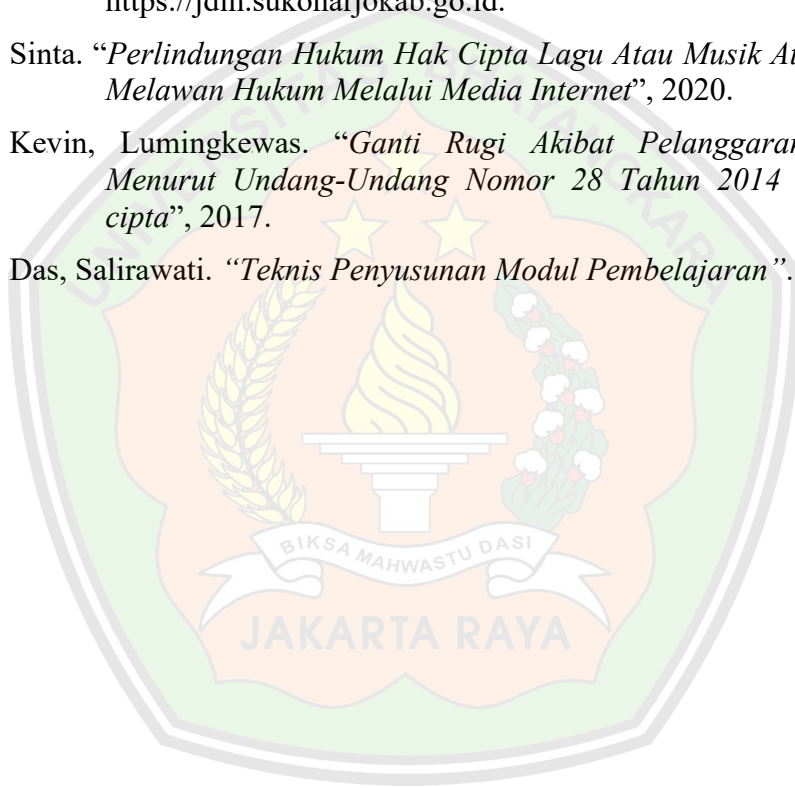 https://jdih.sukoharjokab.go.id.
Sinta. “Perlindungan Hukum Hak Cipta Lagu Atau Musik
Melawan Hukum Melalui Media Internet”, 2020.
Kevin, Lumingkewas. “Ganti Rugi Akibat Pelanggaran
Menurut Undang-Undang Nomor 28 Tahun 2014
cipta”, 2017.
Das, Salirawati. “Teknis Penyusunan Modul Pembelajaran”.
UNIVERSITAS BHAYANGKARA
BIKSA MAHWASTU DASI
JAKARTA RAYA